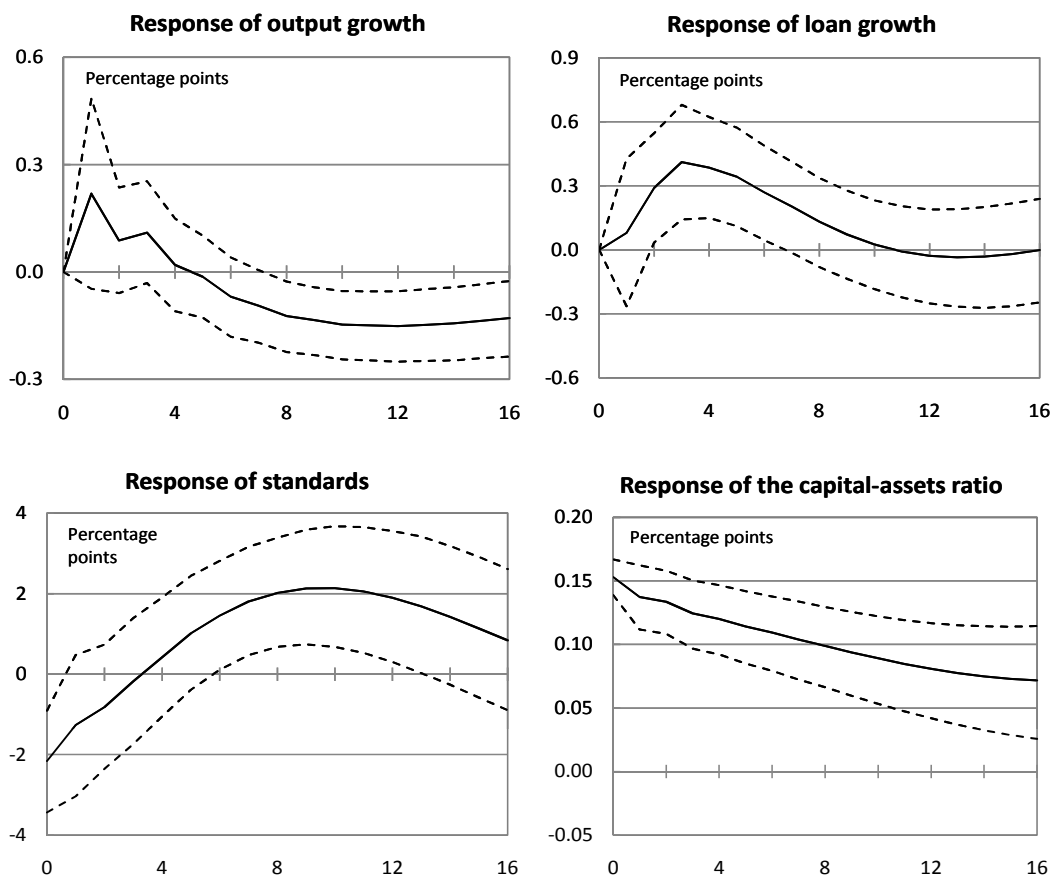 Response of output growth
0.6
Percentage points
0.3
0.0
-0.3
0 4 8 12 16
Response of loan growth
0.9
Percentage points
0.6
0.3
0.0
-0.3
-0.6
0 4 8 12 16
Response of standards
4
Percentage
points
2
0
-2
-4
0 4 8 12 16
Response of the capital-assets ratio
0.20
Percentage points
0.15
0.10
0.05
0.00
-0.05
0 4 8 12 16